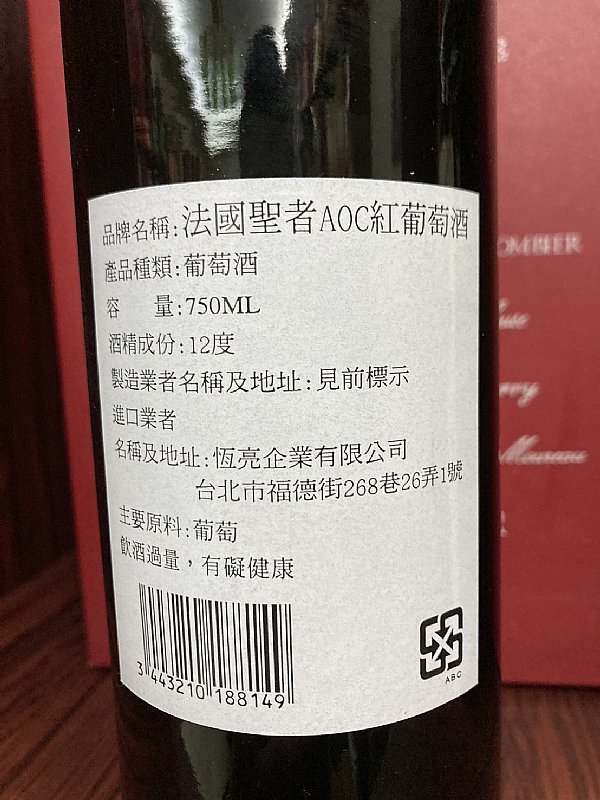 品牌名稱:法國聖者AOC紅葡萄酒
產品種類:葡萄酒
容　量:750ML
酒精成份:12度
製造業者名稱及地址:見前標示
進口業者
名稱及地址:恆亮企業有限公司
台北市福德街268巷26弄1號
主要原料:葡萄
飲酒過量，有礙健康
3 443210 188149
ABC
OMBEER